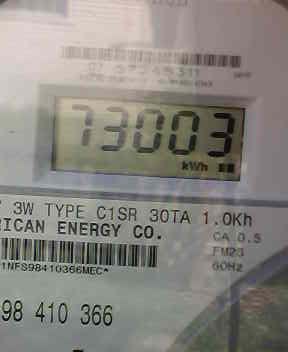 73003
kWh
3W TYPE C1SR 30TA 1.0Kh
RICAN ENERGY CO.
CA 0.5
FM2S
60Hz
1NFS98410366MEC*
98 410 366